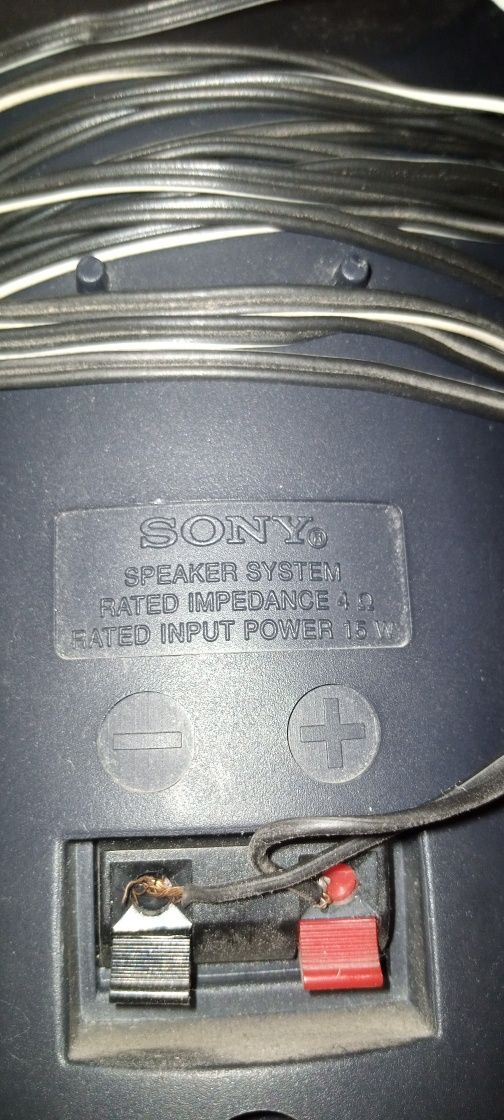 SONY®
SPEAKER SYSTEM
RATED IMPEDANCE 4 Ω
RATED INPUT POWER 15 W
− +